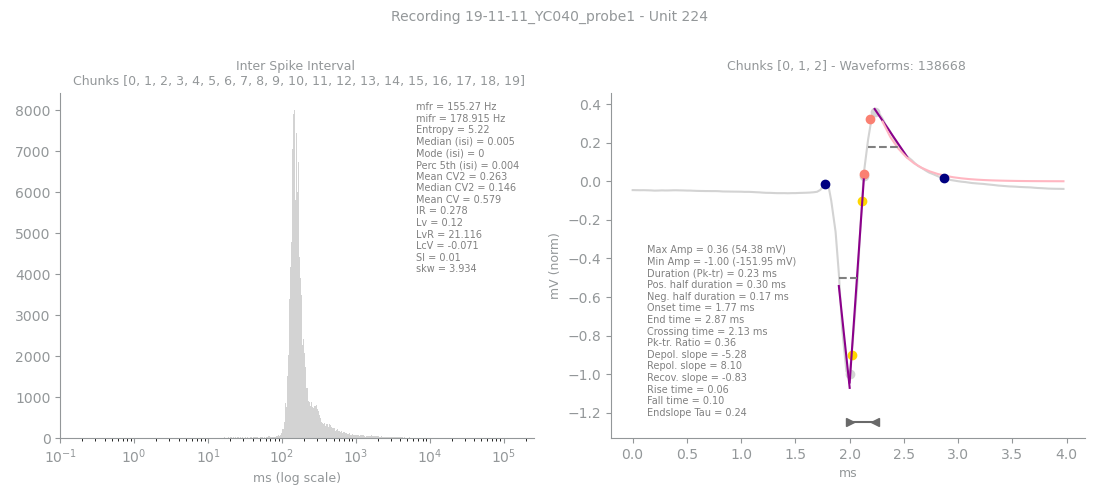 Recording 19-11-11_YC040_probe1 - Unit 224
Inter Spike Interval
Chunks [0, 1, 2, 3, 4, 5, 6, 7, 8, 9, 10, 11, 12, 13, 14, 15, 16, 17, 18, 19]
8000
7000
6000
5000
4000
3000
2000
1000
0
mfr = 155.27 Hz
mifr = 178.915 Hz
Entropy = 5.22
Median (isi) = 0.005
Mode (isi) = 0
Perc 5th (isi) = 0.004
Mean CV2 = 0.263
Median CV2 = 0.146
Mean CV = 0.579
IR = 0.278
Lv = 0.12
LvR = 21.116
LcV = -0.071
SI = 0.01
skw = 3.934
10⁻¹ 10⁰ 10¹ 10² 10³ 10⁴ 10⁵
ms (log scale)
Chunks [0, 1, 2] - Waveforms: 138668
mV (norm)
0.4
0.2
0.0
−0.2
−0.4
−0.6
−0.8
−1.0
−1.2
Max Amp = 0.36 (54.38 mV)
Min Amp = -1.00 (-151.95 mV)
Duration (Pk-tr) = 0.23 ms
Pos. half duration = 0.30 ms
Neg. half duration = 0.17 ms
Onset time = 1.77 ms
End time = 2.87 ms
Crossing time = 2.13 ms
Pk-tr. Ratio = 0.36
Depol. slope = -5.28
Repol. slope = 8.10
Recov. slope = -0.83
Rise time = 0.06
Fall time = 0.10
Endslope Tau = 0.24
0.0 0.5 1.0 1.5 2.0 2.5 3.0 3.5 4.0
ms